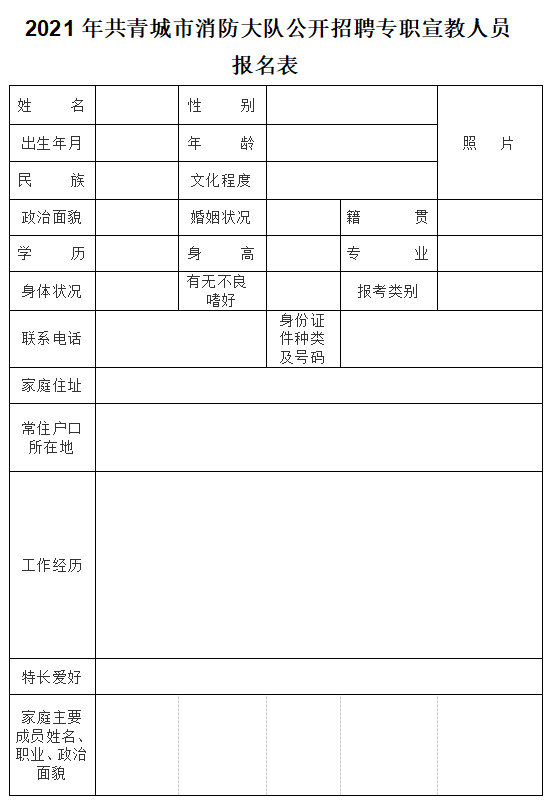 2021 年共青城市消防大队公开招聘专职宣教人员
报名表
姓 名 性 别
出生年月 年 龄 照 片
民 族 文化程度
政治面貌 婚姻状况 籍 贯
学 历 身 高 专 业
身体状况 有无不良 报考类别
嗜好
联系电话 身份证
件种类
及号码
家庭住址
常住户口
所在地
工作经历
特长爱好
家庭主要
成员姓名、
职业、政治
面貌